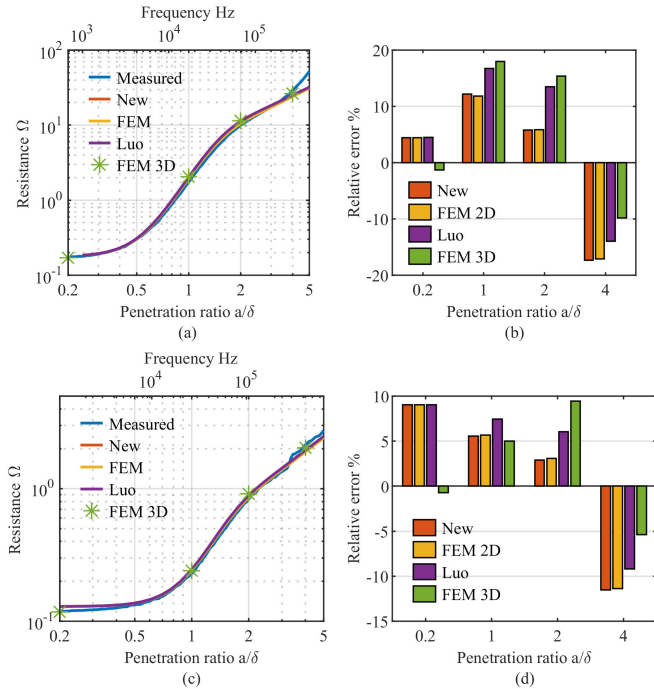 Frequency Hz
10^3 10^4 10^5
10^2
10^1
10^0
10^-1
Resistance Ω
Measured
New
FEM
Luo
FEM 3D
0.2 0.5 1 2 5
Penetration ratio a/δ
(a)
20
10
0
-10
-20
Relative error %
New
FEM 2D
Luo
FEM 3D
0.2 1 2 4
Penetration ratio a/δ
(b)
Frequency Hz
10^4 10^5
10^0
10^-1
Resistance Ω
Measured
New
FEM
Luo
FEM 3D
0.2 0.5 1 2 5
Penetration ratio a/δ
(c)
10
5
0
-5
-10
-15
Relative error %
New
FEM 2D
Luo
FEM 3D
0.2 1 2 4
Penetration ratio a/δ
(d)